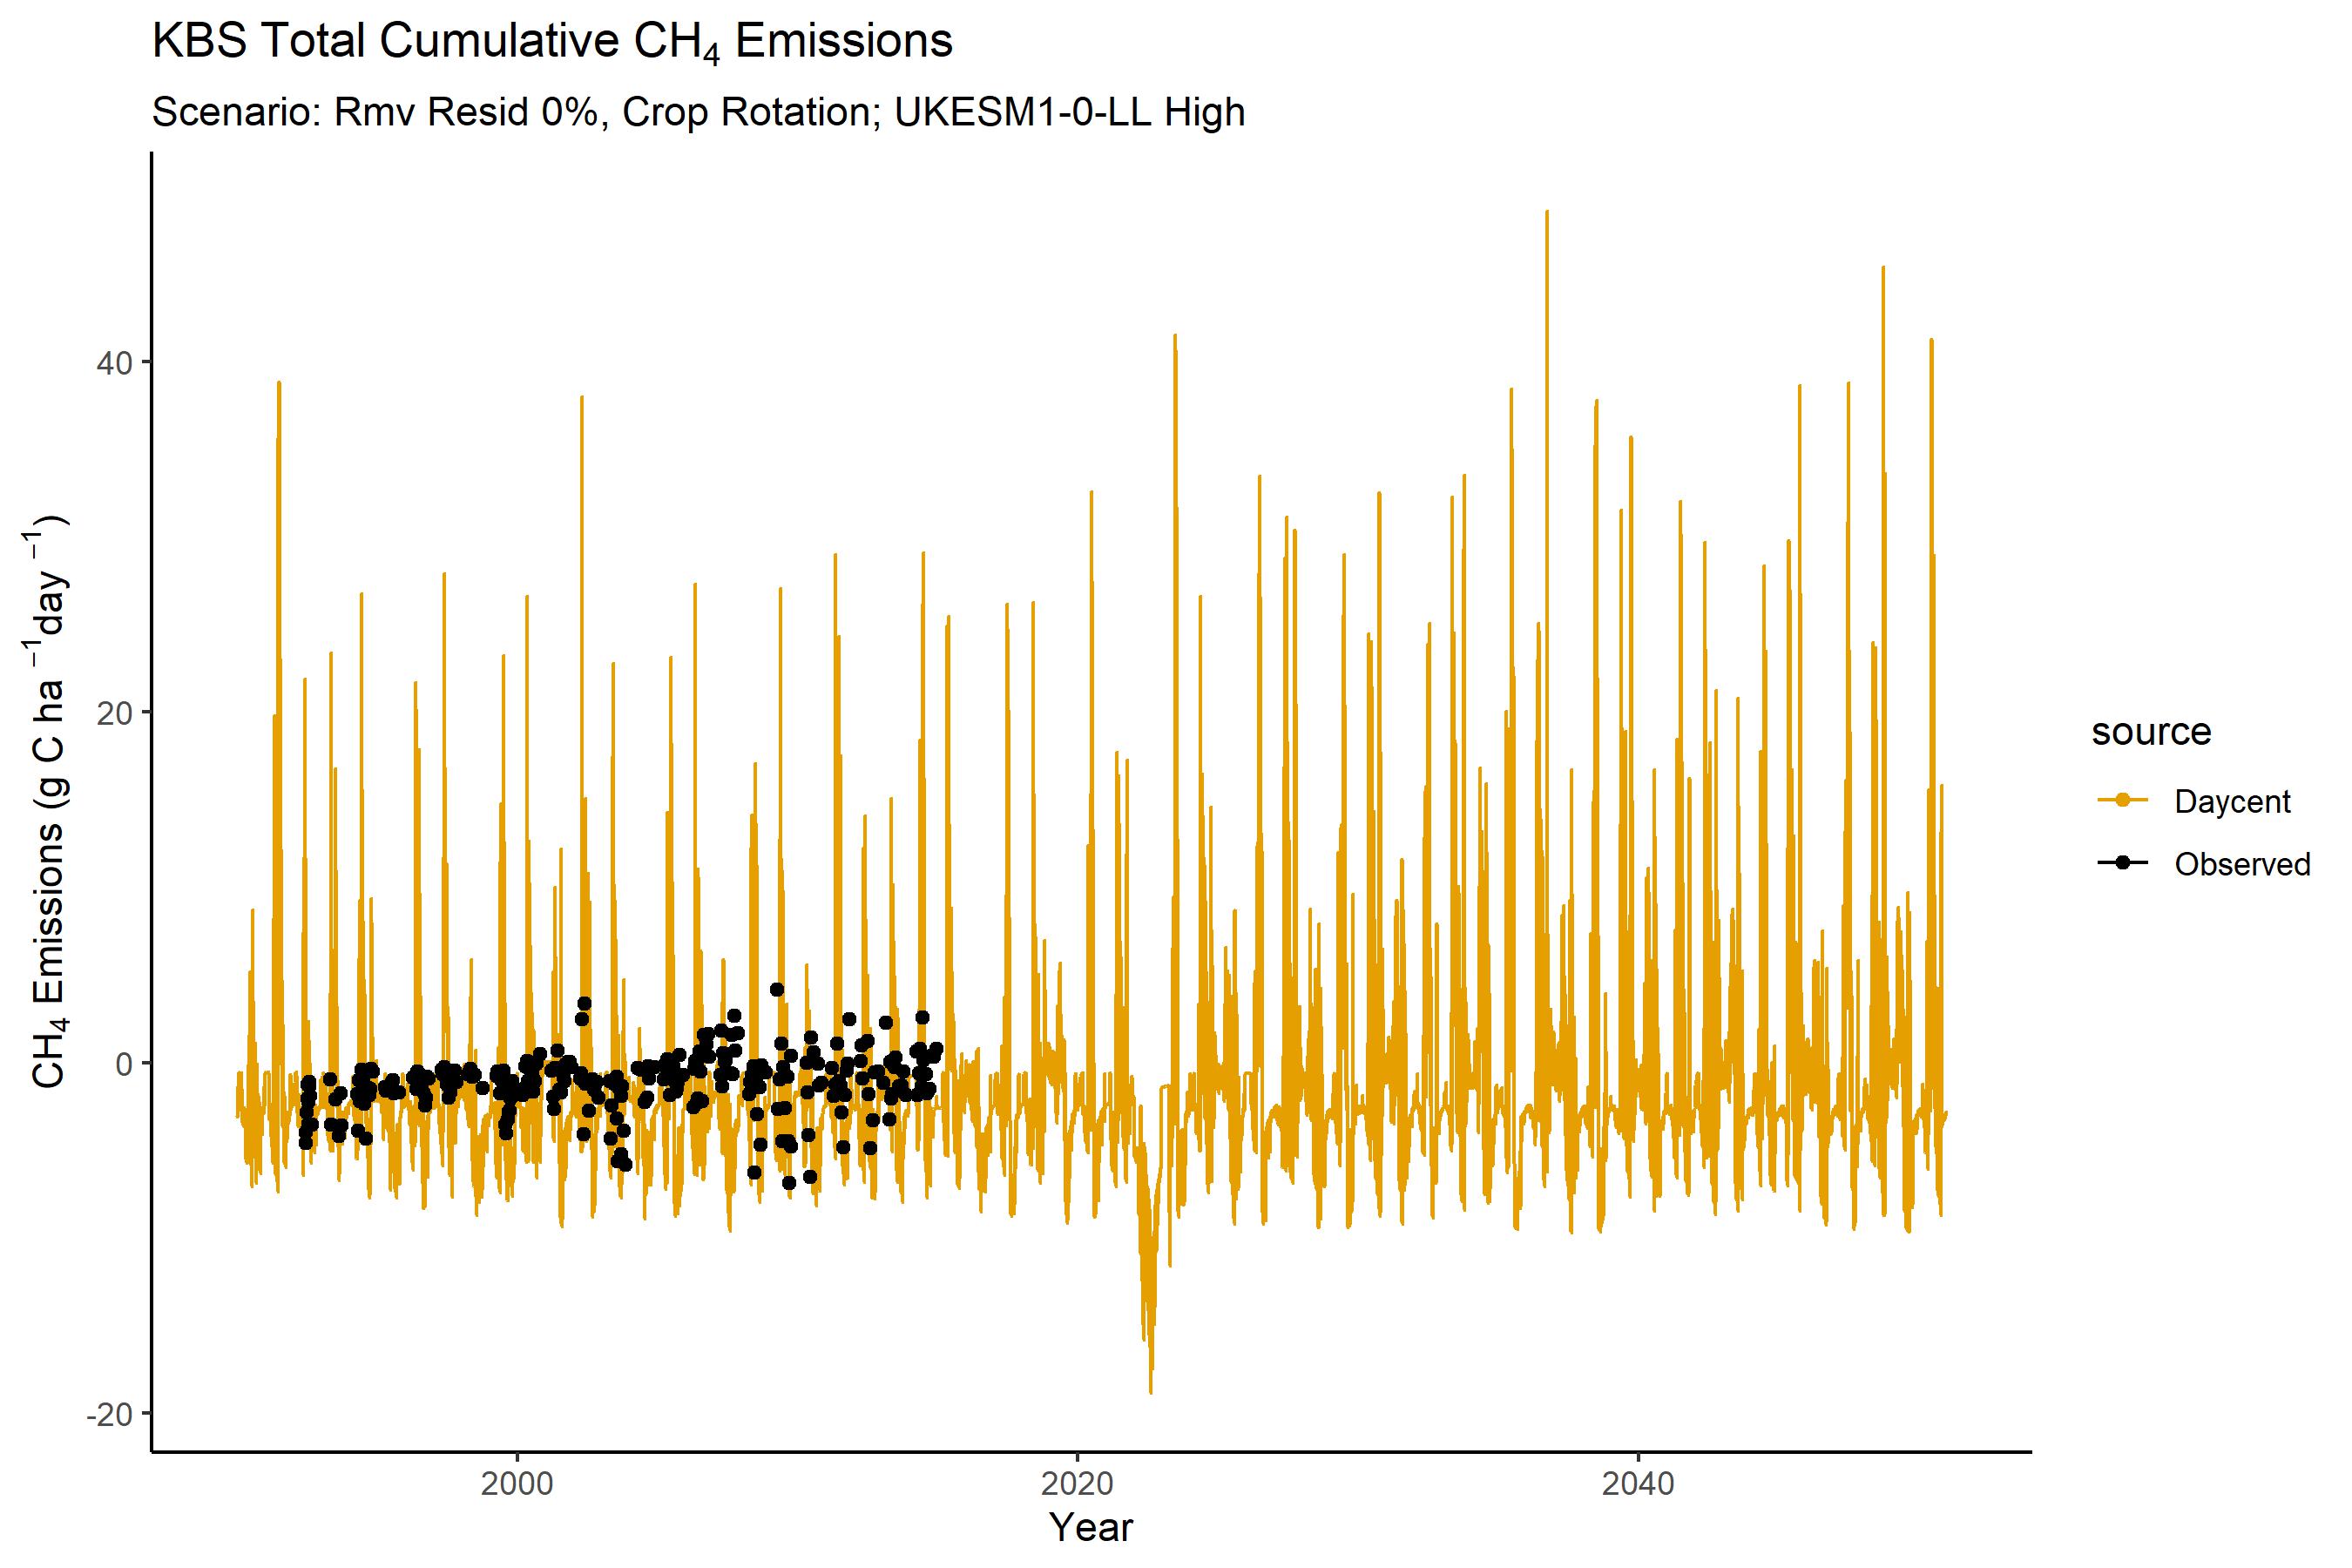 KBS Total Cumulative CH₄ Emissions
Scenario: Rmv Resid 0%, Crop Rotation; UKESM1-0-LL High
CH₄ Emissions (g C ha ⁻¹day ⁻¹)
40
20
0
-20
2000
2020
2040
Year
source
Daycent
Observed